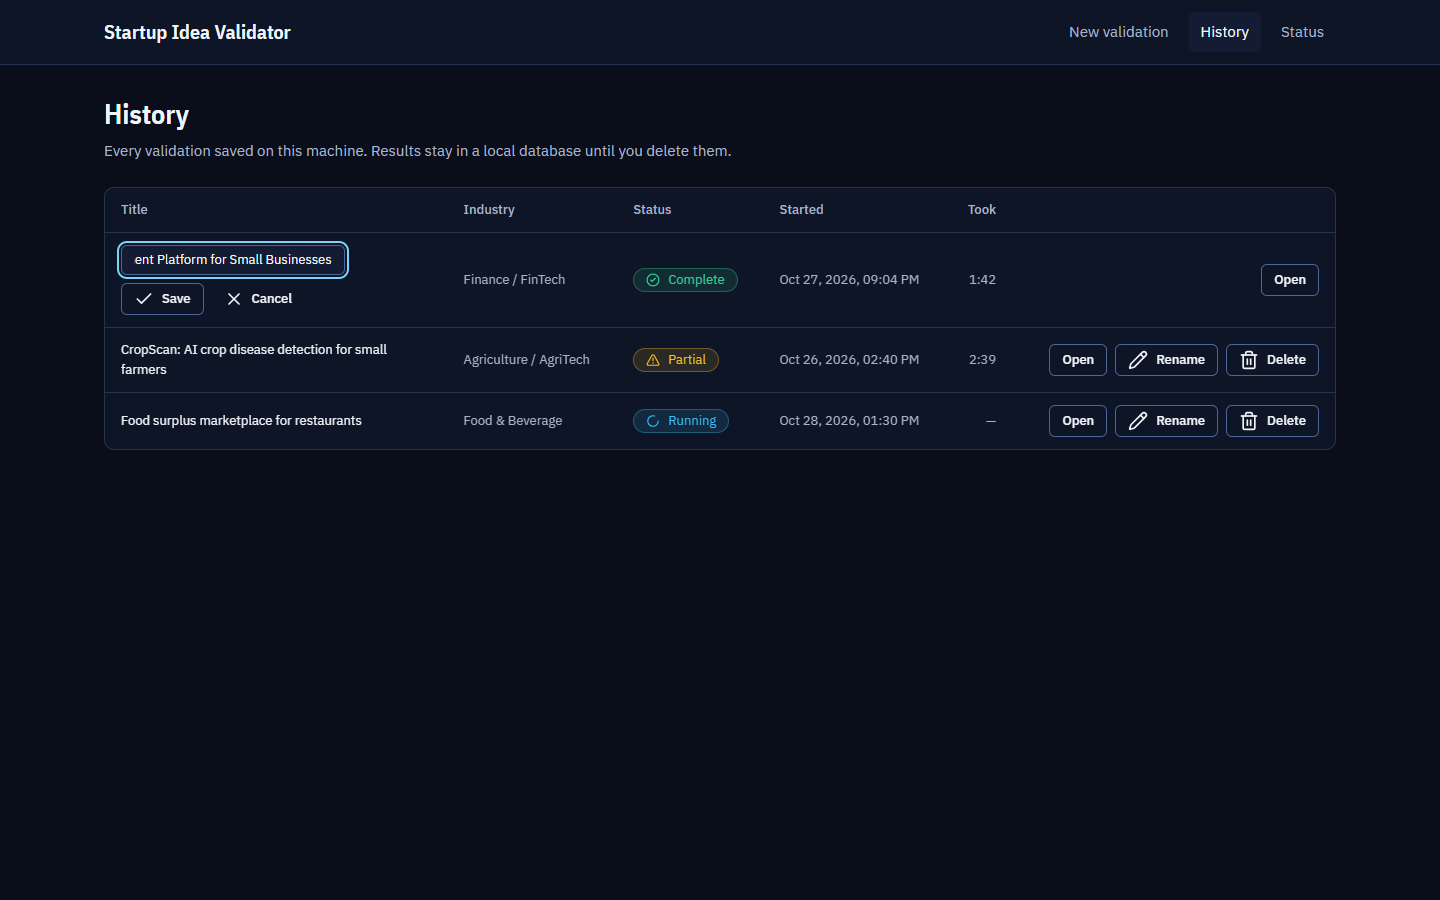 Startup Idea Validator
New validation
History
Status
History
Every validation saved on this machine. Results stay in a local database until you delete them.
Title
Industry
Status
Started
Took
ent Platform for Small Businesses
Save
Cancel
Finance / FinTech
Complete
Oct 27, 2026, 09:04 PM
1:42
Open
CropScan: AI crop disease detection for small
farmers
Agriculture / AgriTech
Partial
Oct 26, 2026, 02:40 PM
2:39
Open
Rename
Delete
Food surplus marketplace for restaurants
Food & Beverage
Running
Oct 28, 2026, 01:30 PM
—
Open
Rename
Delete